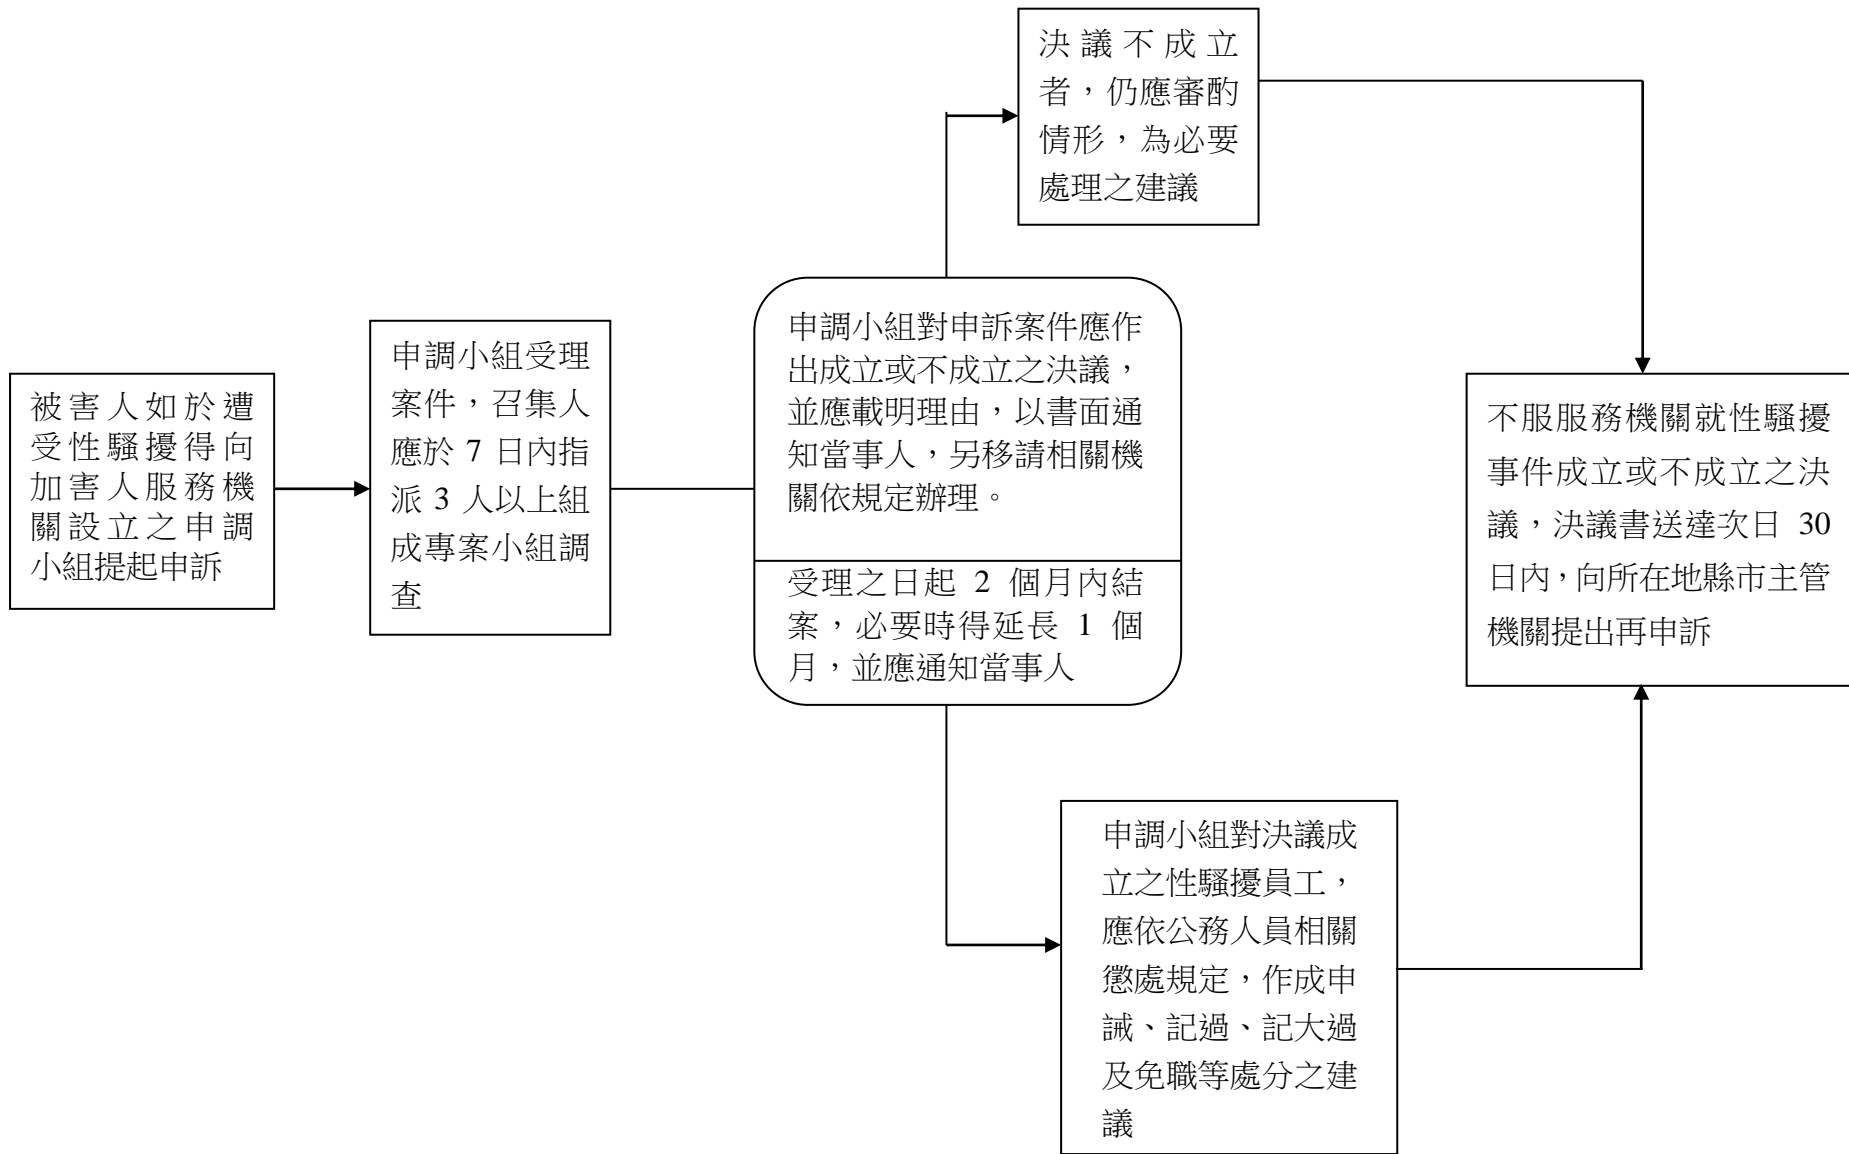 被害人如於遭
受性騷擾得向
加害人服務機
關設立之申調
小組提起申訴
申調小組受理
案件，召集人
應於 7 日內指
派 3 人以上組
成專案小組調
查
申調小組對申訴案件應作
出成立或不成立之決議，
並應載明理由，以書面通
知當事人，另移請相關機
關依規定辦理。
受理之日起 2 個月內結
案，必要時得延長 1 個
月，並應通知當事人
決議不成立
者，仍應審酌
情形，為必要
處理之建議
申調小組對決議成
立之性騷擾員工，
應依公務人員相關
懲處規定，作成申
誡、記過、記大過
及免職等處分之建
議
不服服務機關就性騷擾
事件成立或不成立之決
議，決議書送達次日 30
日內，向所在地縣市主管
機關提出再申訴